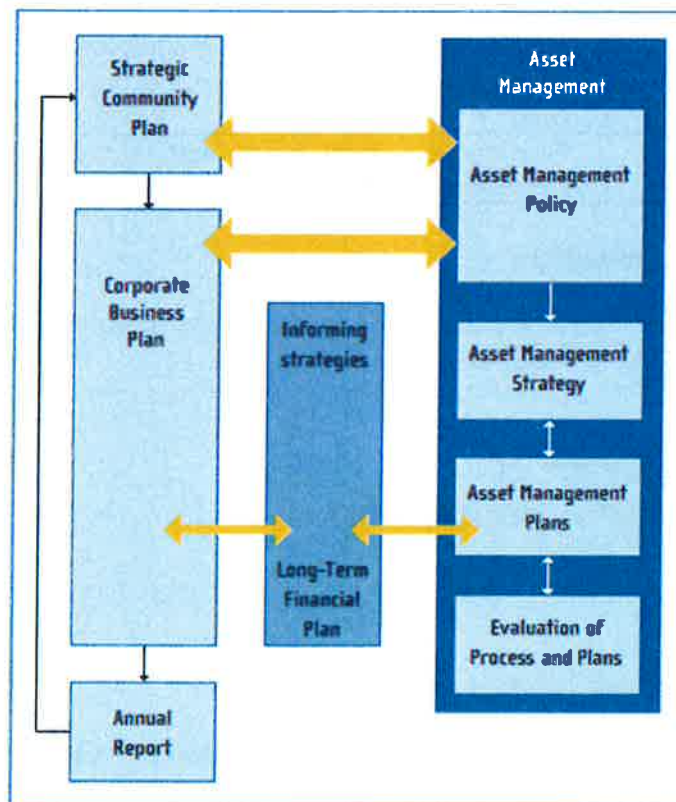 Strategic
Community
Plan
Corporate
Business
Plan
Annual
Report
Informing
strategies
Long-Term
Financial
Plan
Asset
Management
Asset Management
Policy
Asset Management
Strategy
Asset Management
Plans
Evaluation of
Process and Plans